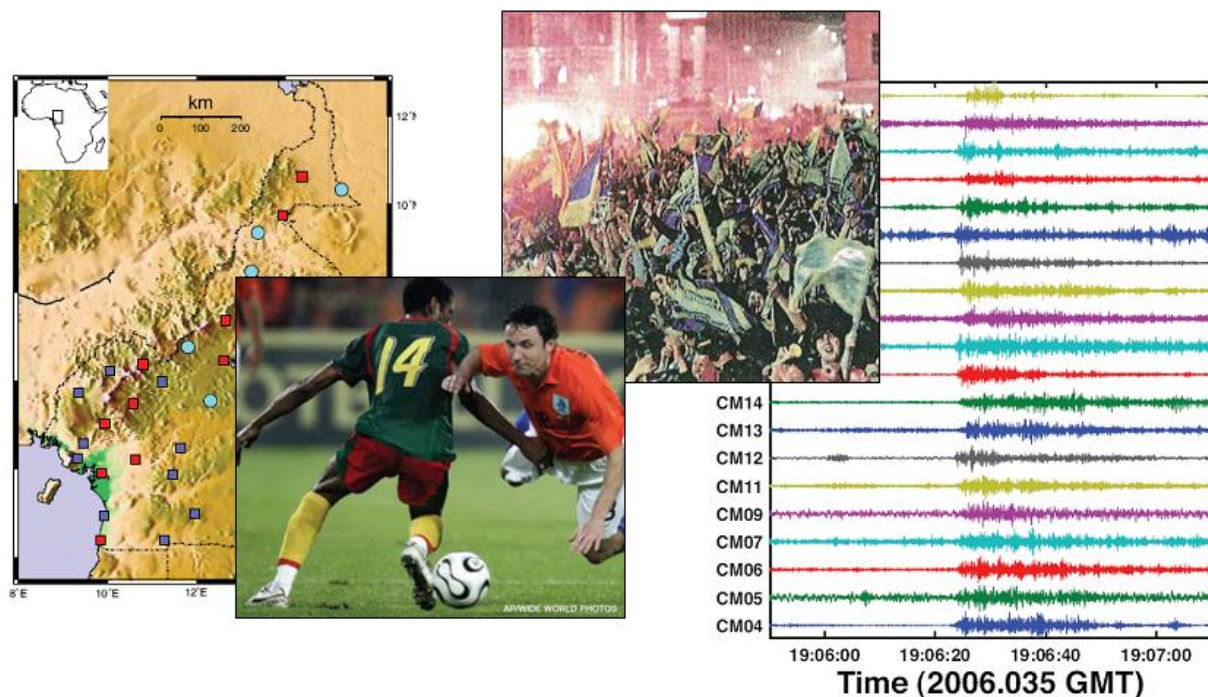 km
0 100 200
12°N
10°N
8°E
10°E
12°E
14
AP/WIDE WORLD PHOTOS
CM14
CM13
CM12
CM11
CM09
CM07
CM06
CM05
CM04
19:06:00 19:06:20 19:06:40 19:07:00
Time (2006.035 GMT)